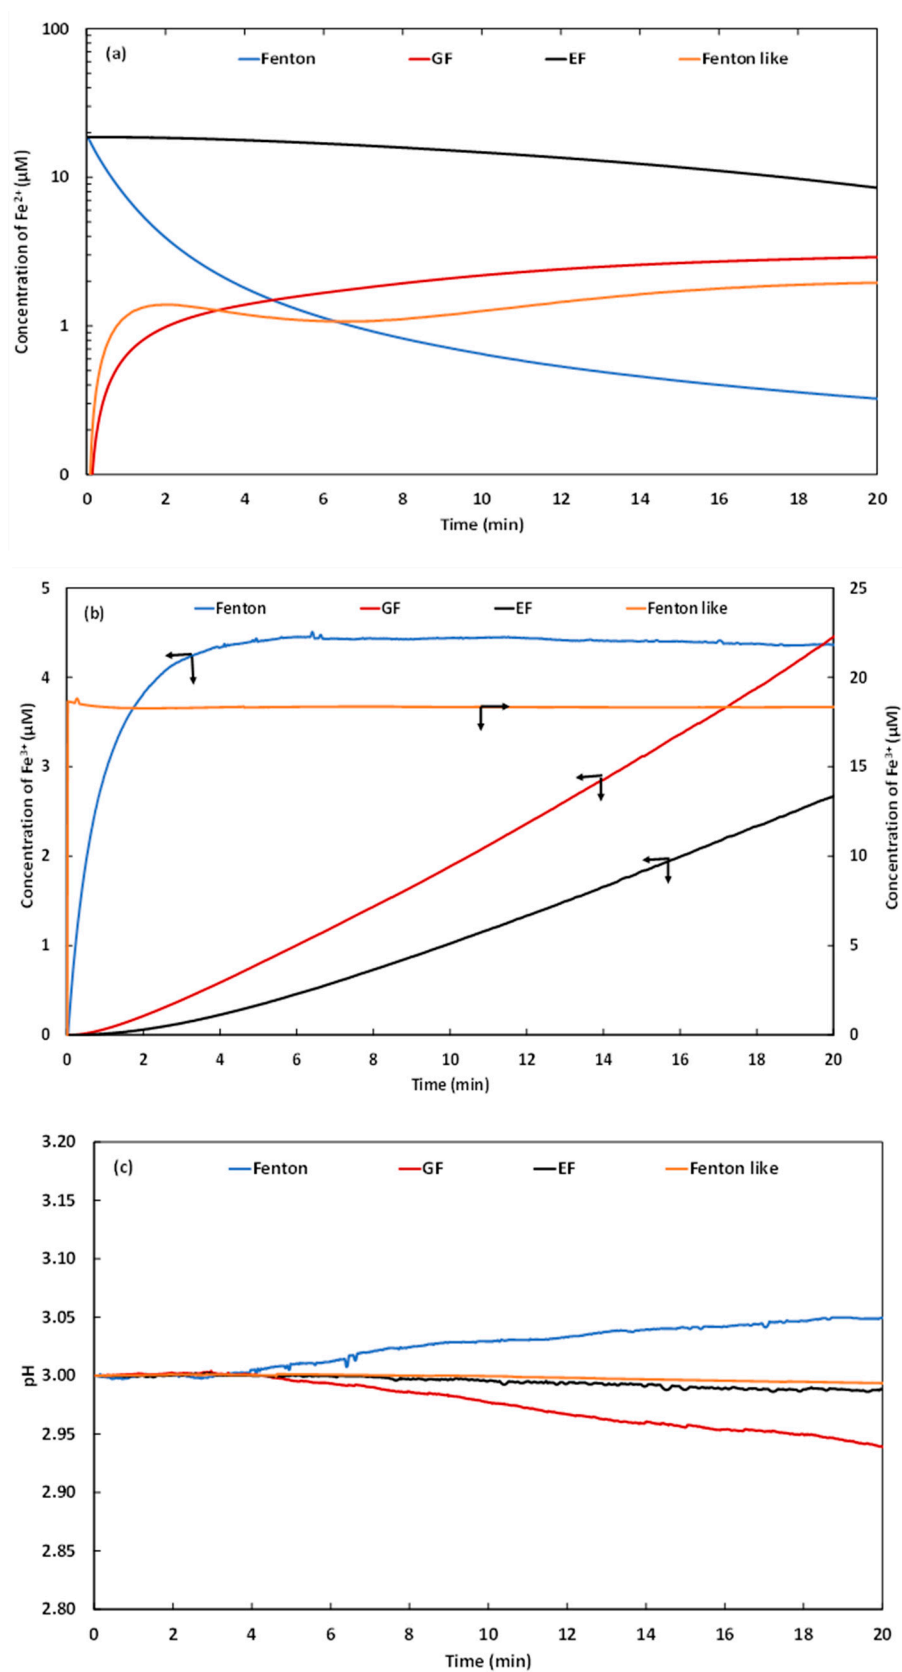 (a)
Fenton GF EF Fenton like
100
10
1
0
Concentration of Fe²⁺ (µM)
0 2 4 6 8 10 12 14 16 18 20
Time (min)
(b)
Fenton GF EF Fenton like
5
4
3
2
1
0
Concentration of Fe³⁺ (µM)
25
20
15
10
5
0
Concentration of Fe³⁺ (µM)
0 2 4 6 8 10 12 14 16 18 20
Time (min)
(c)
Fenton GF EF Fenton like
3.20
3.15
3.10
3.05
3.00
2.95
2.90
2.85
2.80
pH
0 2 4 6 8 10 12 14 16 18 20
Time (min)